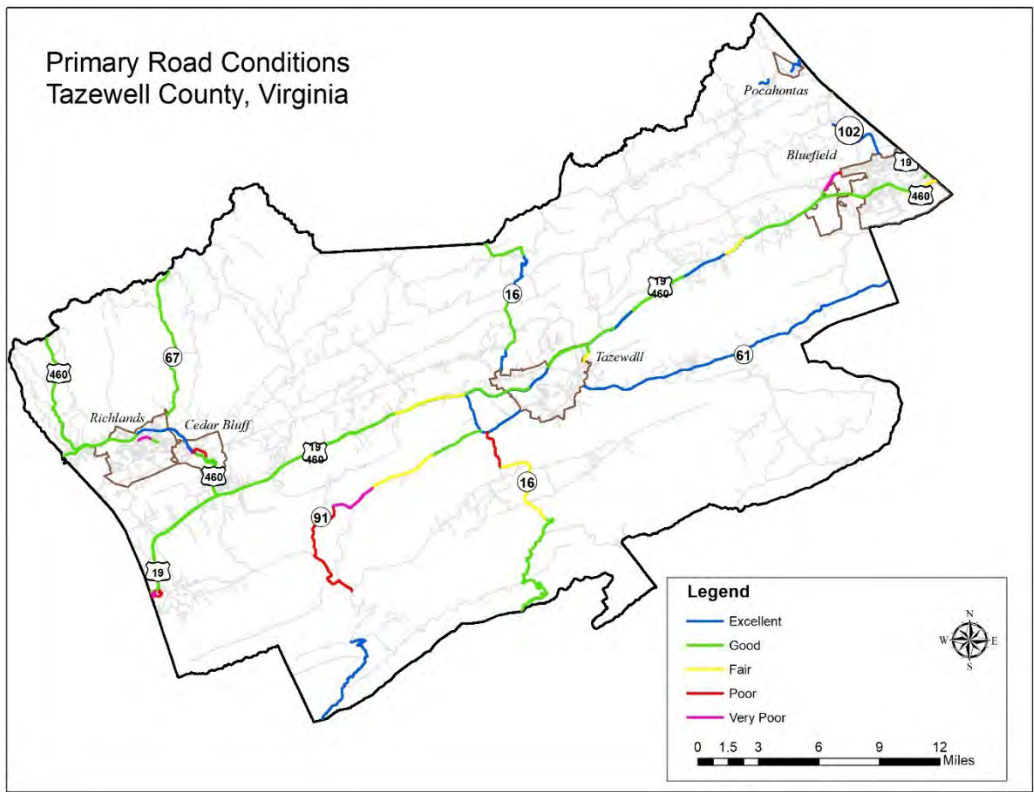 Primary Road Conditions
Tazewell County, Virginia
Pocahontas
102
Bluefield
19
460
16
19
460
Tazewdll
61
67
460
Richlands
Cedar Bluff
460
19
460
16
91
19
Legend
Excellent
Good
Fair
Poor
Very Poor
N
W E
S
0 1.5 3 6 9 12
Miles